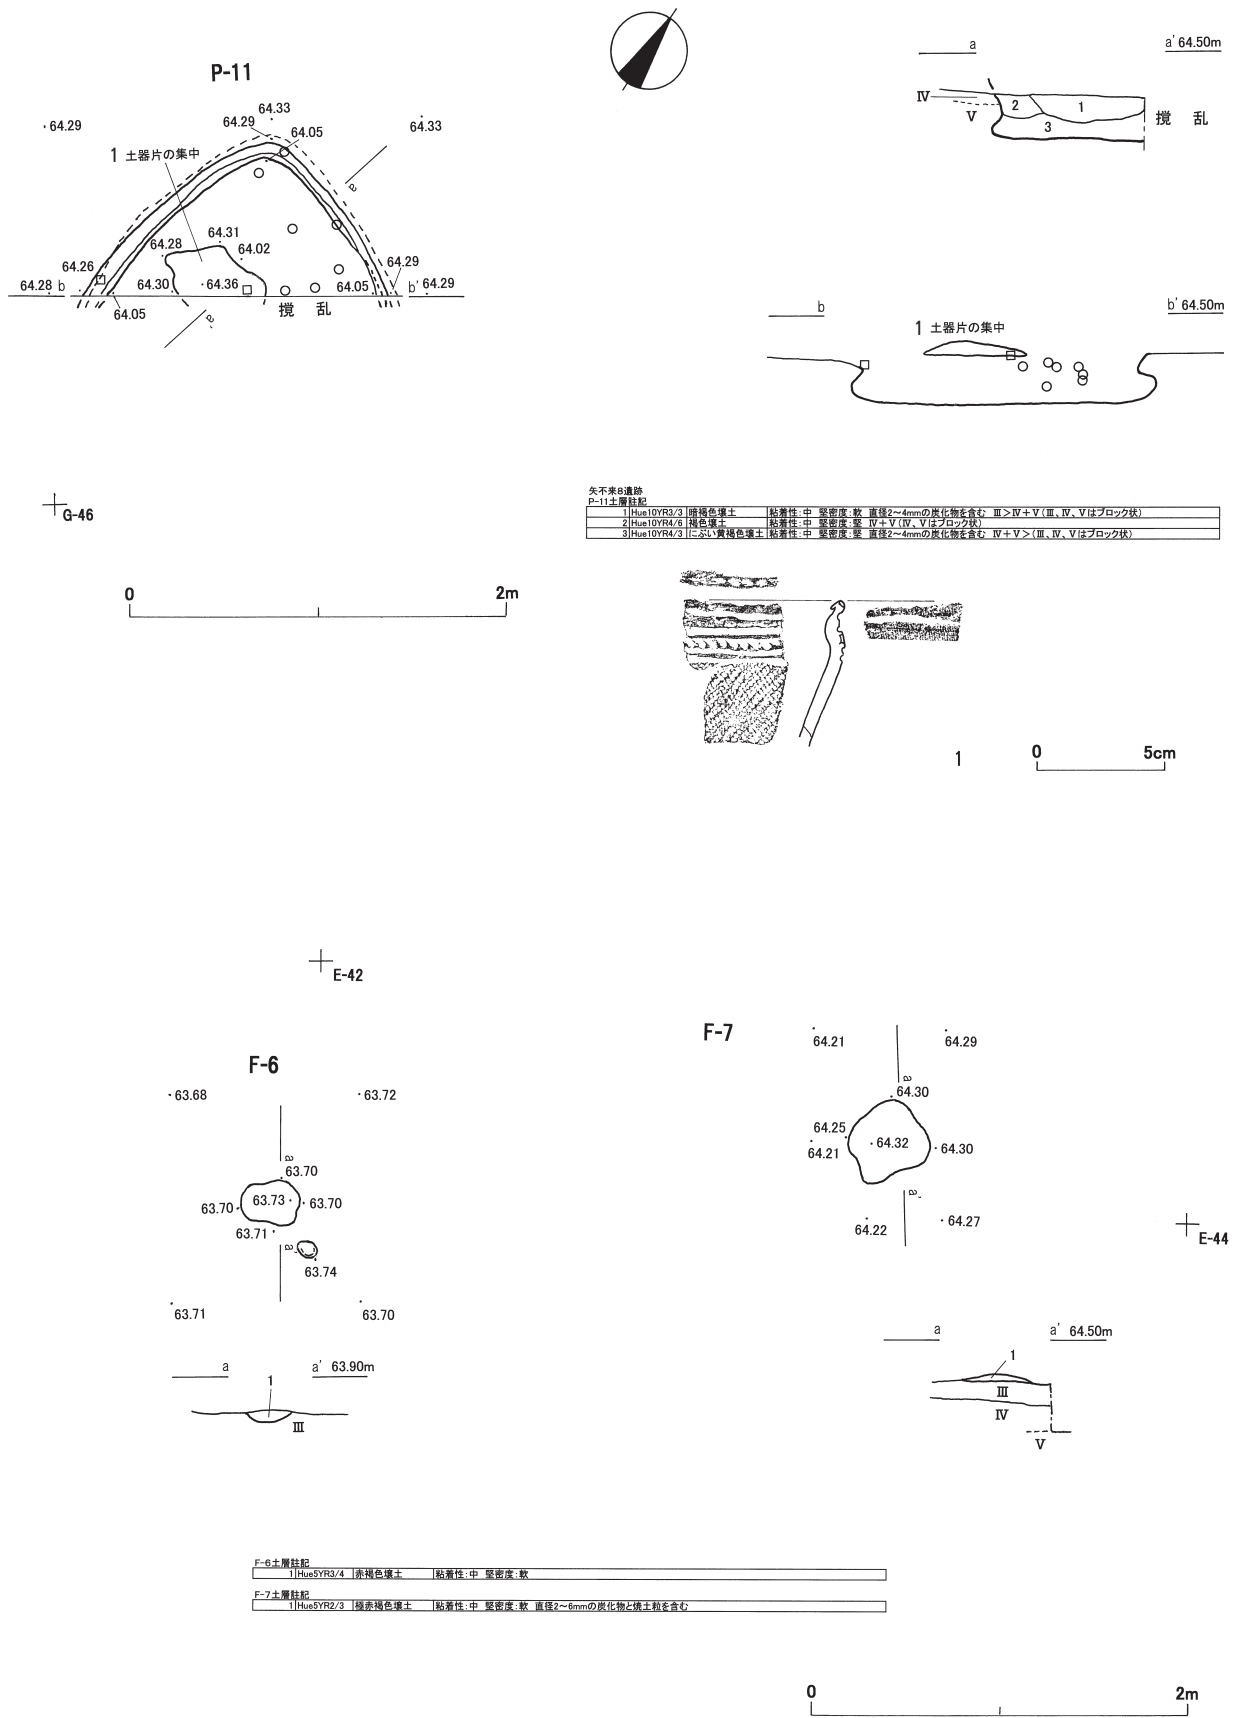 P-11
64.33
64.29
64.05
64.29
64.33
1 土器片の集中
a
64.31
64.28
64.02
64.26
64.29
64.28 b
64.30
64.36
64.05
b' 64.29
64.05
撹 乱
a'
a
a' 64.50m
Ⅳ
2
1
Ⅴ
3
撹 乱
b
b' 64.50m
1 土器片の集中
G-46
0
2m
矢不来8遺跡
P-11土層註記
1 Hue10YR3/3 暗褐色壌土 粘着性:中 堅密度:軟 直径2~4mmの炭化物を含む Ⅲ>Ⅳ+Ⅴ(Ⅲ、Ⅳ、Ⅴはブロック状)
2 Hue10YR4/6 褐色壌土 粘着性:中 堅密度:堅 Ⅳ+Ⅴ(Ⅳ、Ⅴはブロック状)
3 Hue10YR4/3 にぶい黄褐色壌土 粘着性:中 堅密度:堅 直径2~4mmの炭化物を含む Ⅳ+Ⅴ>(Ⅲ、Ⅳ、Ⅴはブロック状)
1
0
5cm
E-42
F-6
63.68
63.72
a
63.70
63.70
63.73
63.70
63.71
a'
63.74
63.71
63.70
a
a' 63.90m
1
Ⅲ
F-7
64.21
64.29
a
64.30
64.25
64.32
64.21
64.30
a'
64.22
64.27
E-44
a
a' 64.50m
1
Ⅲ
Ⅳ
Ⅴ
F-6土層註記
1 Hue5YR3/4 赤褐色壌土 粘着性:中 堅密度:軟
F-7土層註記
1 Hue5YR2/3 極赤褐色壌土 粘着性:中 堅密度:軟 直径2~6mmの炭化物と焼土粒を含む
0
2m